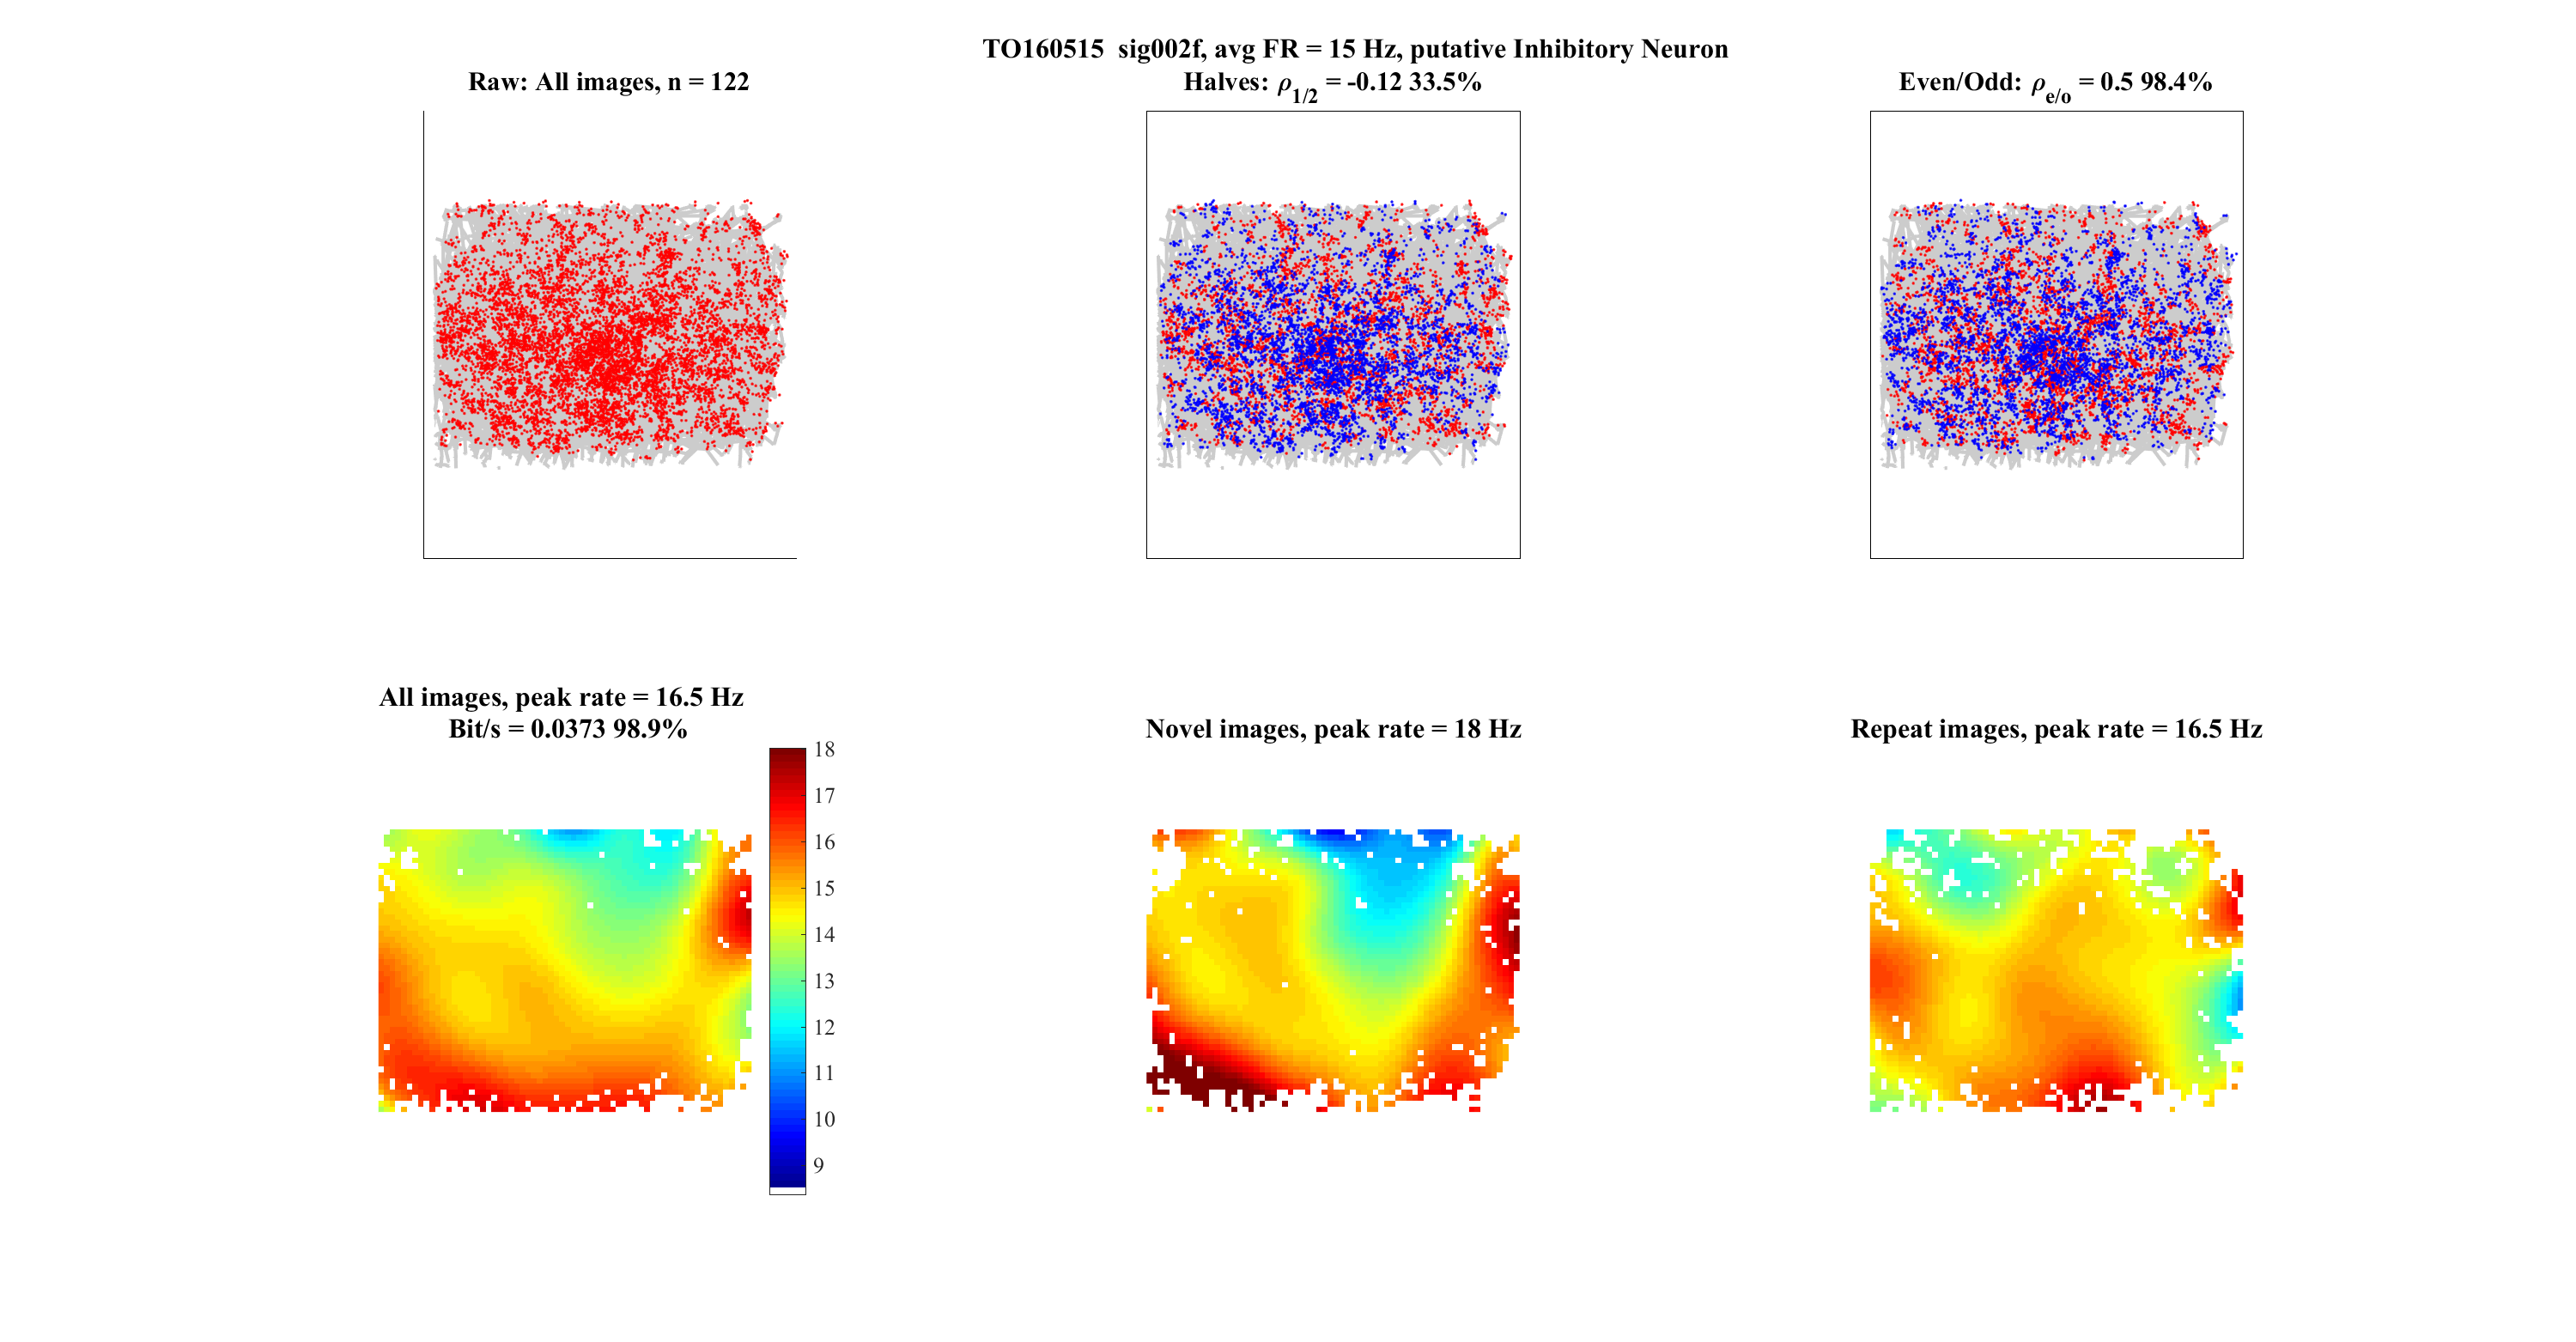 TO160515  sig002f, avg FR = 15 Hz, putative Inhibitory Neuron
Raw: All images, n = 122
Halves: ρ1/2 = -0.12 33.5%
Even/Odd: ρe/o = 0.5 98.4%
All images, peak rate = 16.5 Hz
Bit/s = 0.0373 98.9%
Novel images, peak rate = 18 Hz
Repeat images, peak rate = 16.5 Hz
18
17
16
15
14
13
12
11
10
9